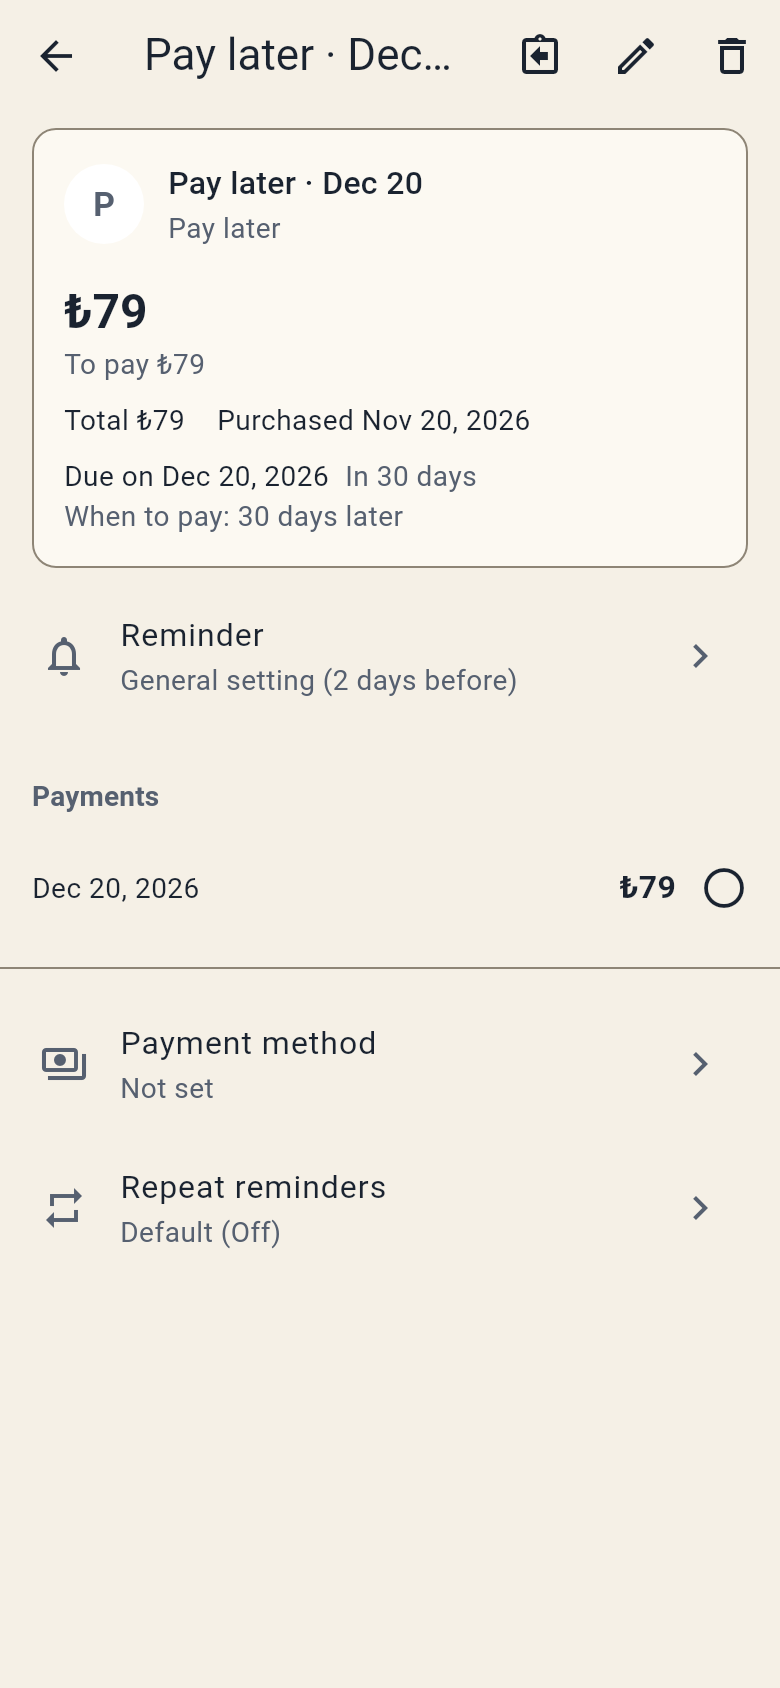 Pay later · Dec…
P
Pay later · Dec 20
Pay later
₺79
To pay ₺79
Total ₺79 Purchased Nov 20, 2026
Due on Dec 20, 2026 In 30 days
When to pay: 30 days later
Reminder
General setting (2 days before)
Payments
Dec 20, 2026 ₺79
Payment method
Not set
Repeat reminders
Default (Off)